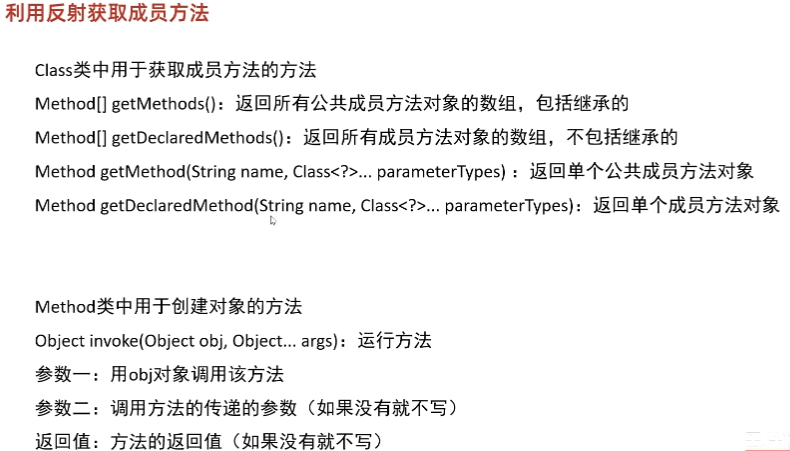 利用反射获取成员方法
Class类中用于获取成员方法的方法
Method[] getMethods()：返回所有公共成员方法对象的数组，包括继承的
Method[] getDeclaredMethods()：返回所有成员方法对象的数组，不包括继承的
Method getMethod(String name, Class<?>... parameterTypes) ：返回单个公共成员方法对象
Method getDeclaredMethod(String name, Class<?>... parameterTypes)：返回单个成员方法对象
Method类中用于创建对象的方法
Object invoke(Object obj, Object... args)：运行方法
参数一：用obj对象调用该方法
参数二：调用方法的传递的参数（如果没有就不写）
返回值：方法的返回值（如果没有就不写）